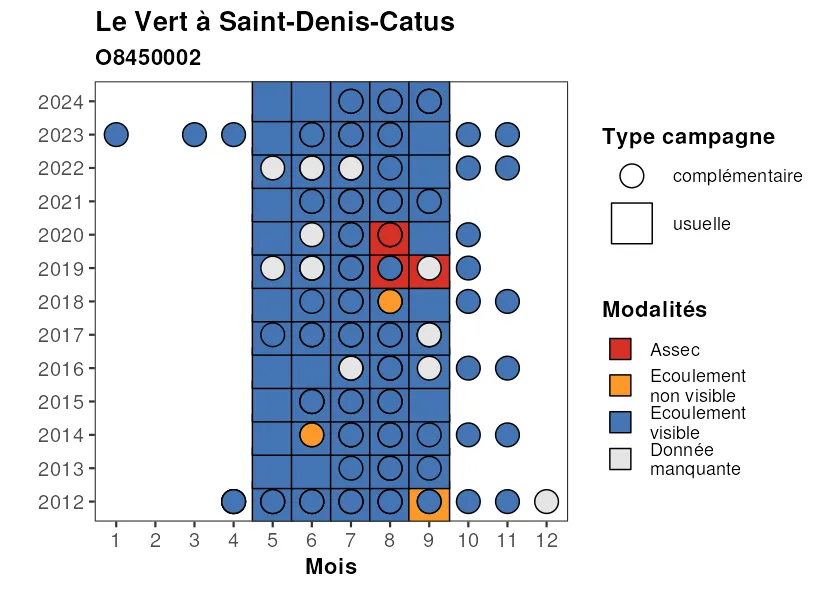 Le Vert à Saint-Denis-Catus
O8450002
2024
2023
2022
2021
2020
2019
2018
2017
2016
2015
2014
2013
2012
1 2 3 4 5 6 7 8 9 10 11 12
Mois
Type campagne
complémentaire
usuelle
Modalités
Assec
Ecoulement
non visible
Ecoulement
visible
Donnée
manquante